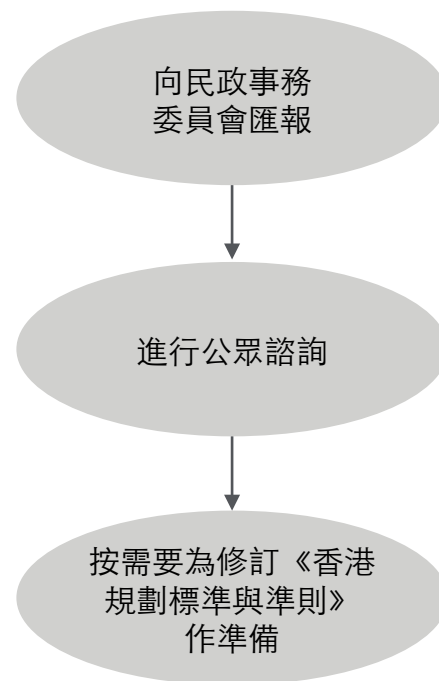 向民政事務
委員會匯報
進行公眾諮詢
按需要為修訂《香港
規劃標準與準則》
作準備